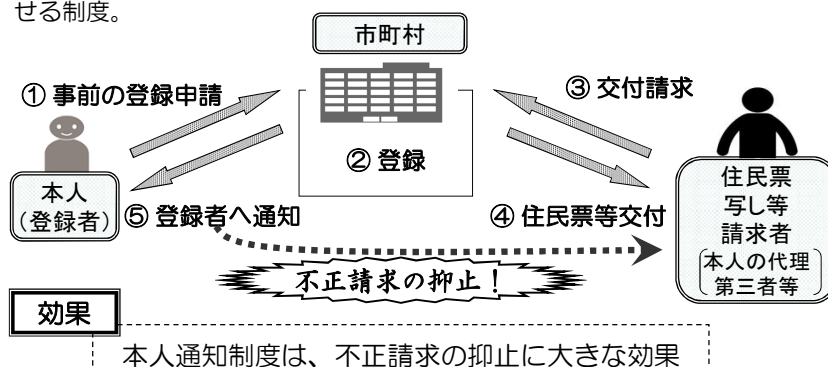 せる制度。
市町村
① 事前の登録申請
③ 交付請求
② 登録
本人
(登録者)
⑤ 登録者へ通知
④ 住民票等交付
住民票
写し等
請求者
本人の代理
第三者等
不正請求の抑止!
効果
本人通知制度は、不正請求の抑止に大きな効果